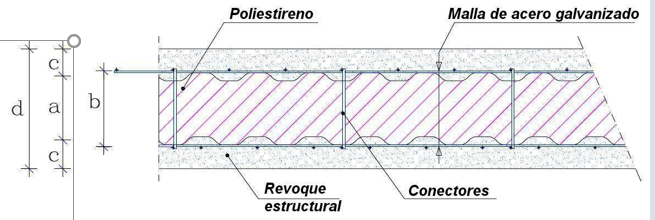 Poliestireno
Malla de acero galvanizado
c
d
a
b
c
Revoque
estructural
Conectores